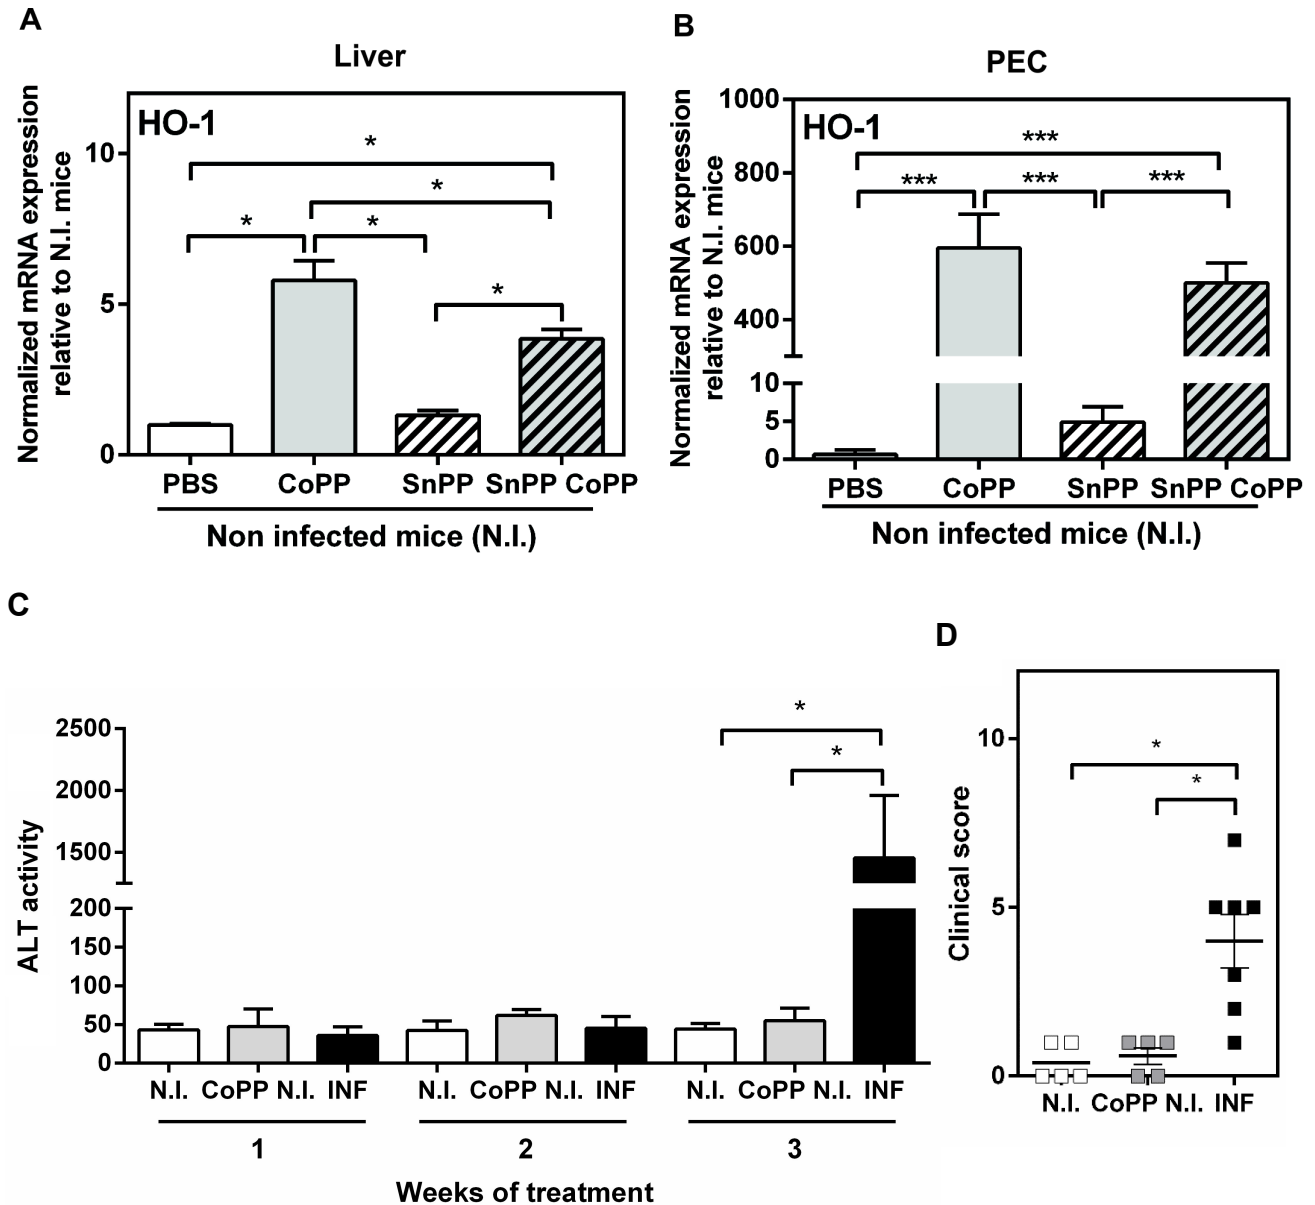 A
Liver
HO-1
Normalized mRNA expression
relative to N.I. mice
10
5
0
*
*
* *
*
PBS CoPP SnPP SnPP CoPP
Non infected mice (N.I.)
B
PEC
HO-1
Normalized mRNA expression
relative to N.I. mice
1000
800
600
400
10
5
0
***
*** *** ***
PBS CoPP SnPP SnPP CoPP
Non infected mice (N.I.)
C
ALT activity
2500
2000
1500
200
150
100
50
0
*
*
N.I. CoPP N.I. INF N.I. CoPP N.I. INF N.I. CoPP N.I. INF
1 2 3
Weeks of treatment
D
Clinical score
10
5
0
*
*
N.I. CoPP N.I. INF